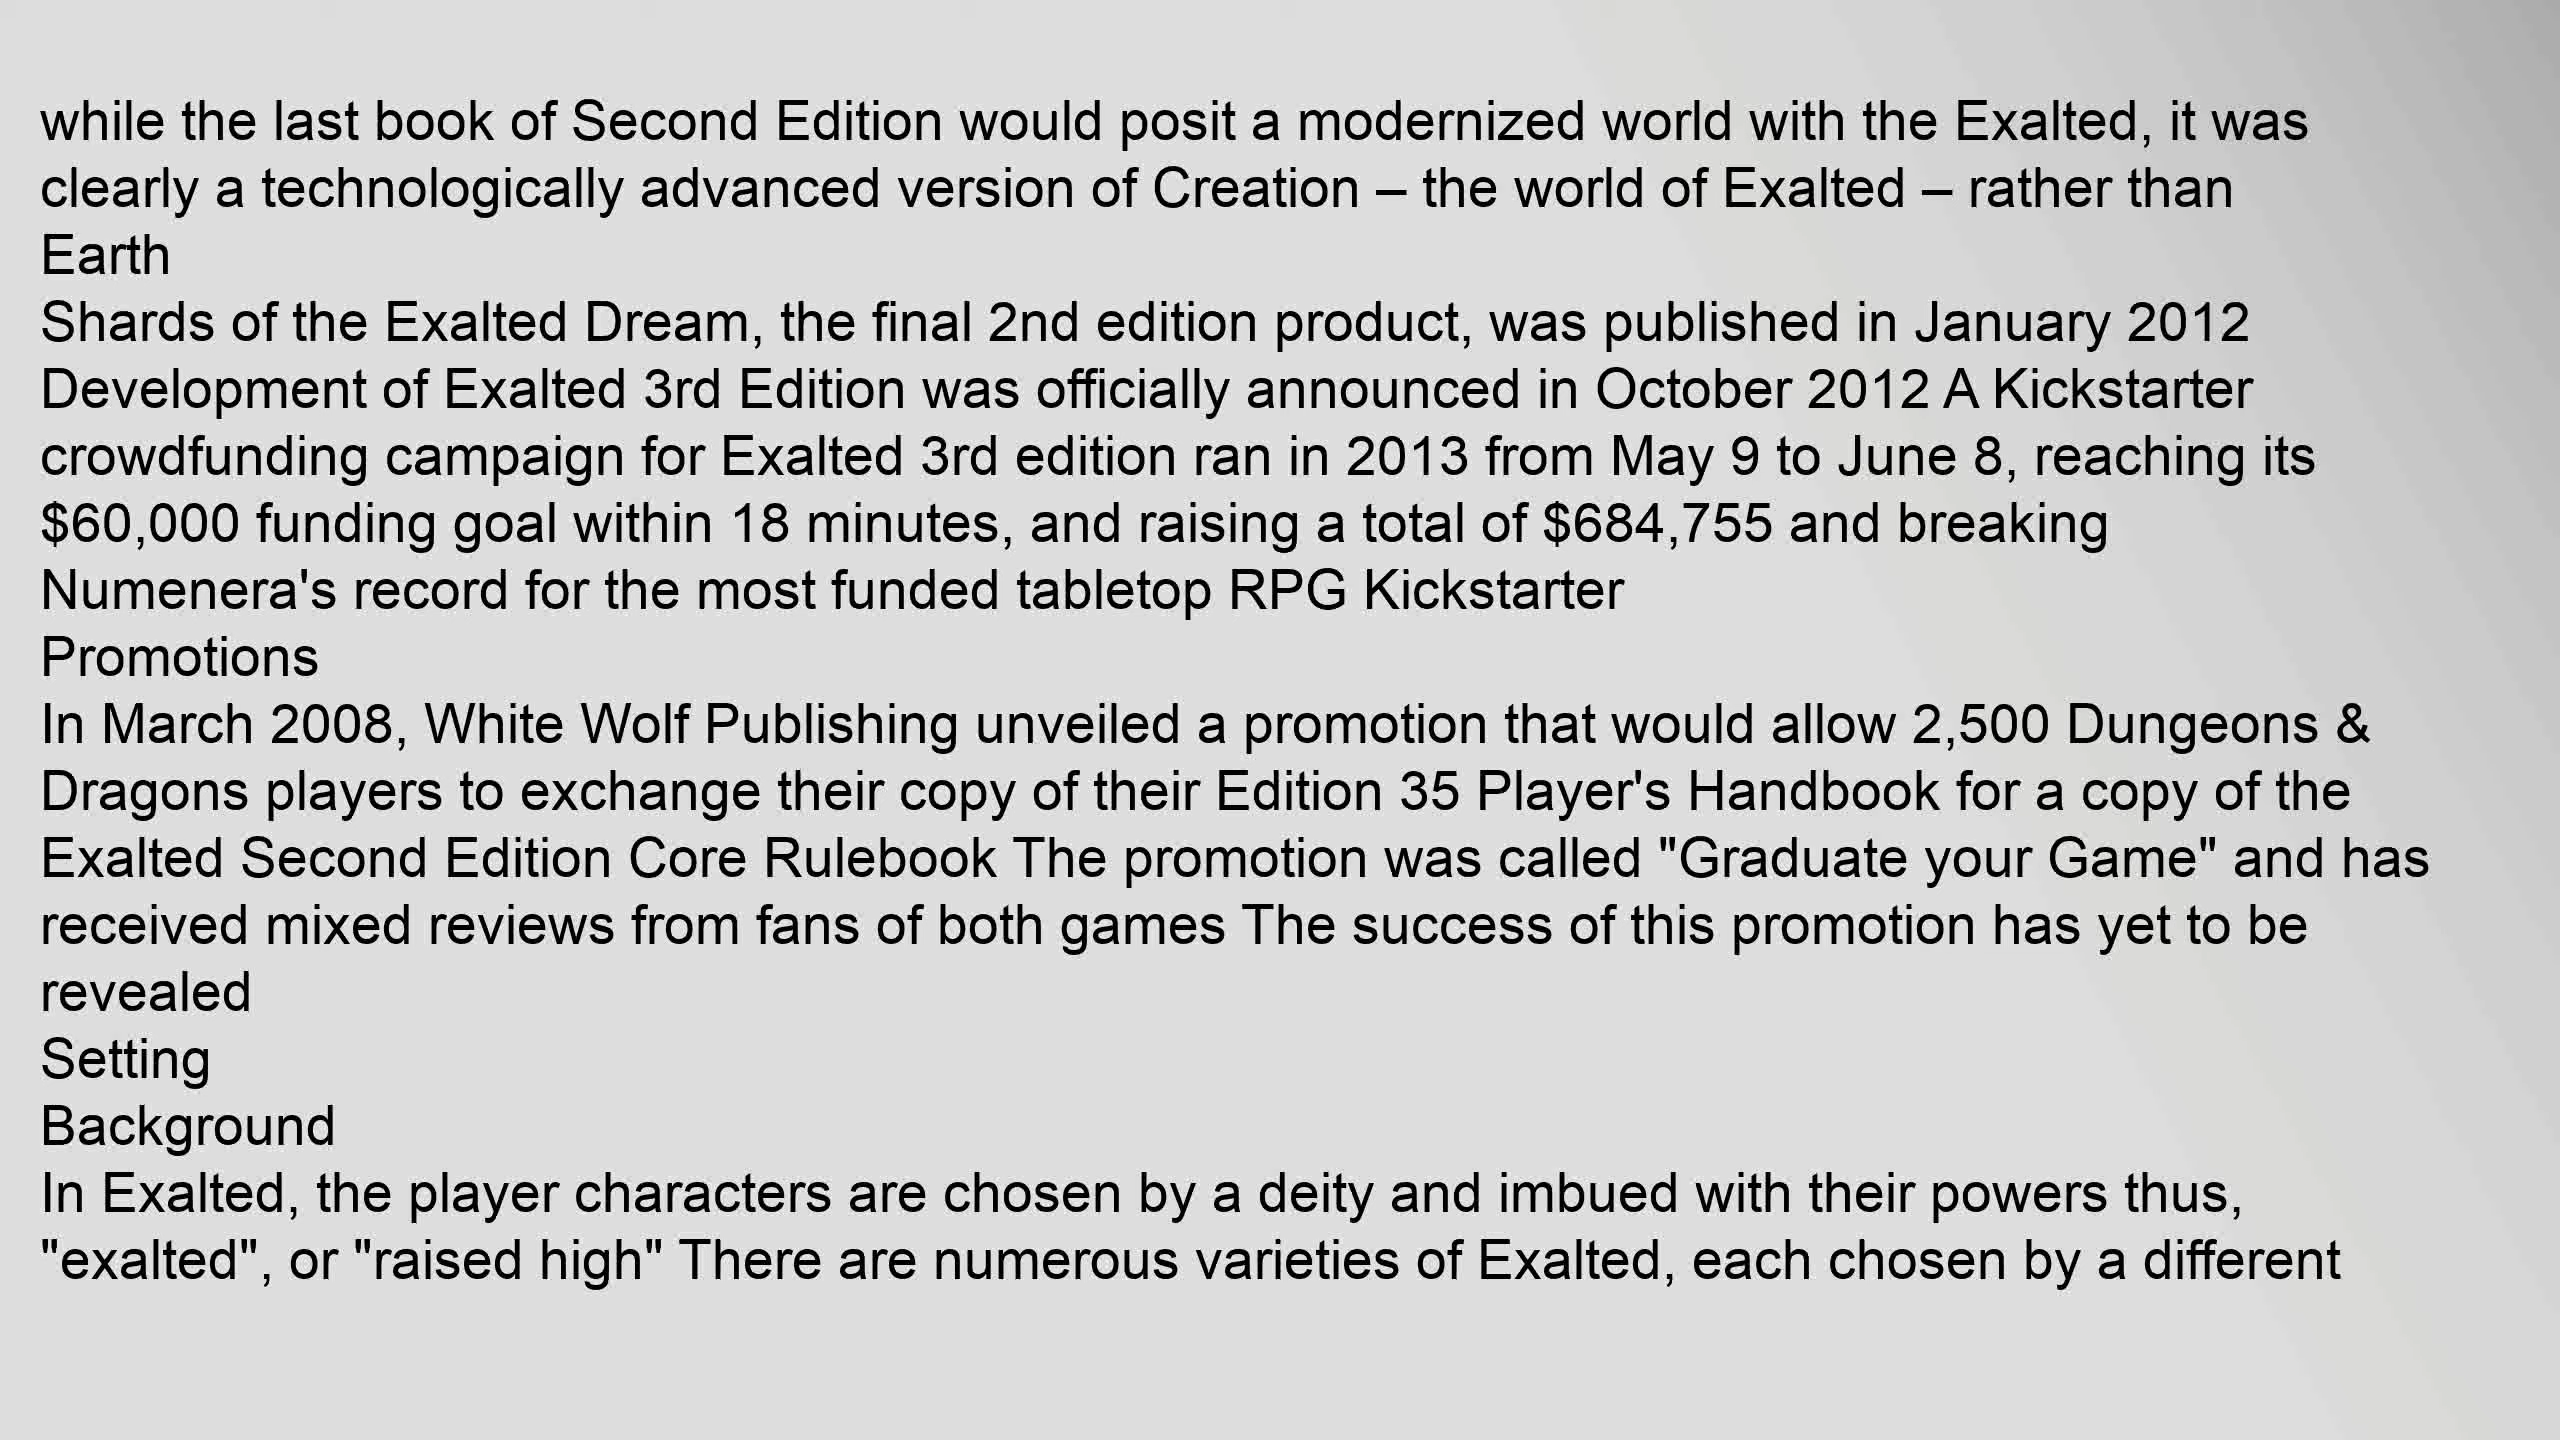 while the last book of Second Edition would posit a modernized world with the Exalted, it was
clearly a technologically advanced version of Creation – the world of Exalted – rather than
Earth
Shards of the Exalted Dream, the final 2nd edition product, was published in January 2012
Development of Exalted 3rd Edition was officially announced in October 2012 A Kickstarter
crowdfunding campaign for Exalted 3rd edition ran in 2013 from May 9 to June 8, reaching its
$60,000 funding goal within 18 minutes, and raising a total of $684,755 and breaking
Numenera's record for the most funded tabletop RPG Kickstarter
Promotions
In March 2008, White Wolf Publishing unveiled a promotion that would allow 2,500 Dungeons &
Dragons players to exchange their copy of their Edition 35 Player's Handbook for a copy of the
Exalted Second Edition Core Rulebook The promotion was called "Graduate your Game" and has
received mixed reviews from fans of both games The success of this promotion has yet to be
revealed
Setting
Background
In Exalted, the player characters are chosen by a deity and imbued with their powers thus,
"exalted", or "raised high" There are numerous varieties of Exalted, each chosen by a different